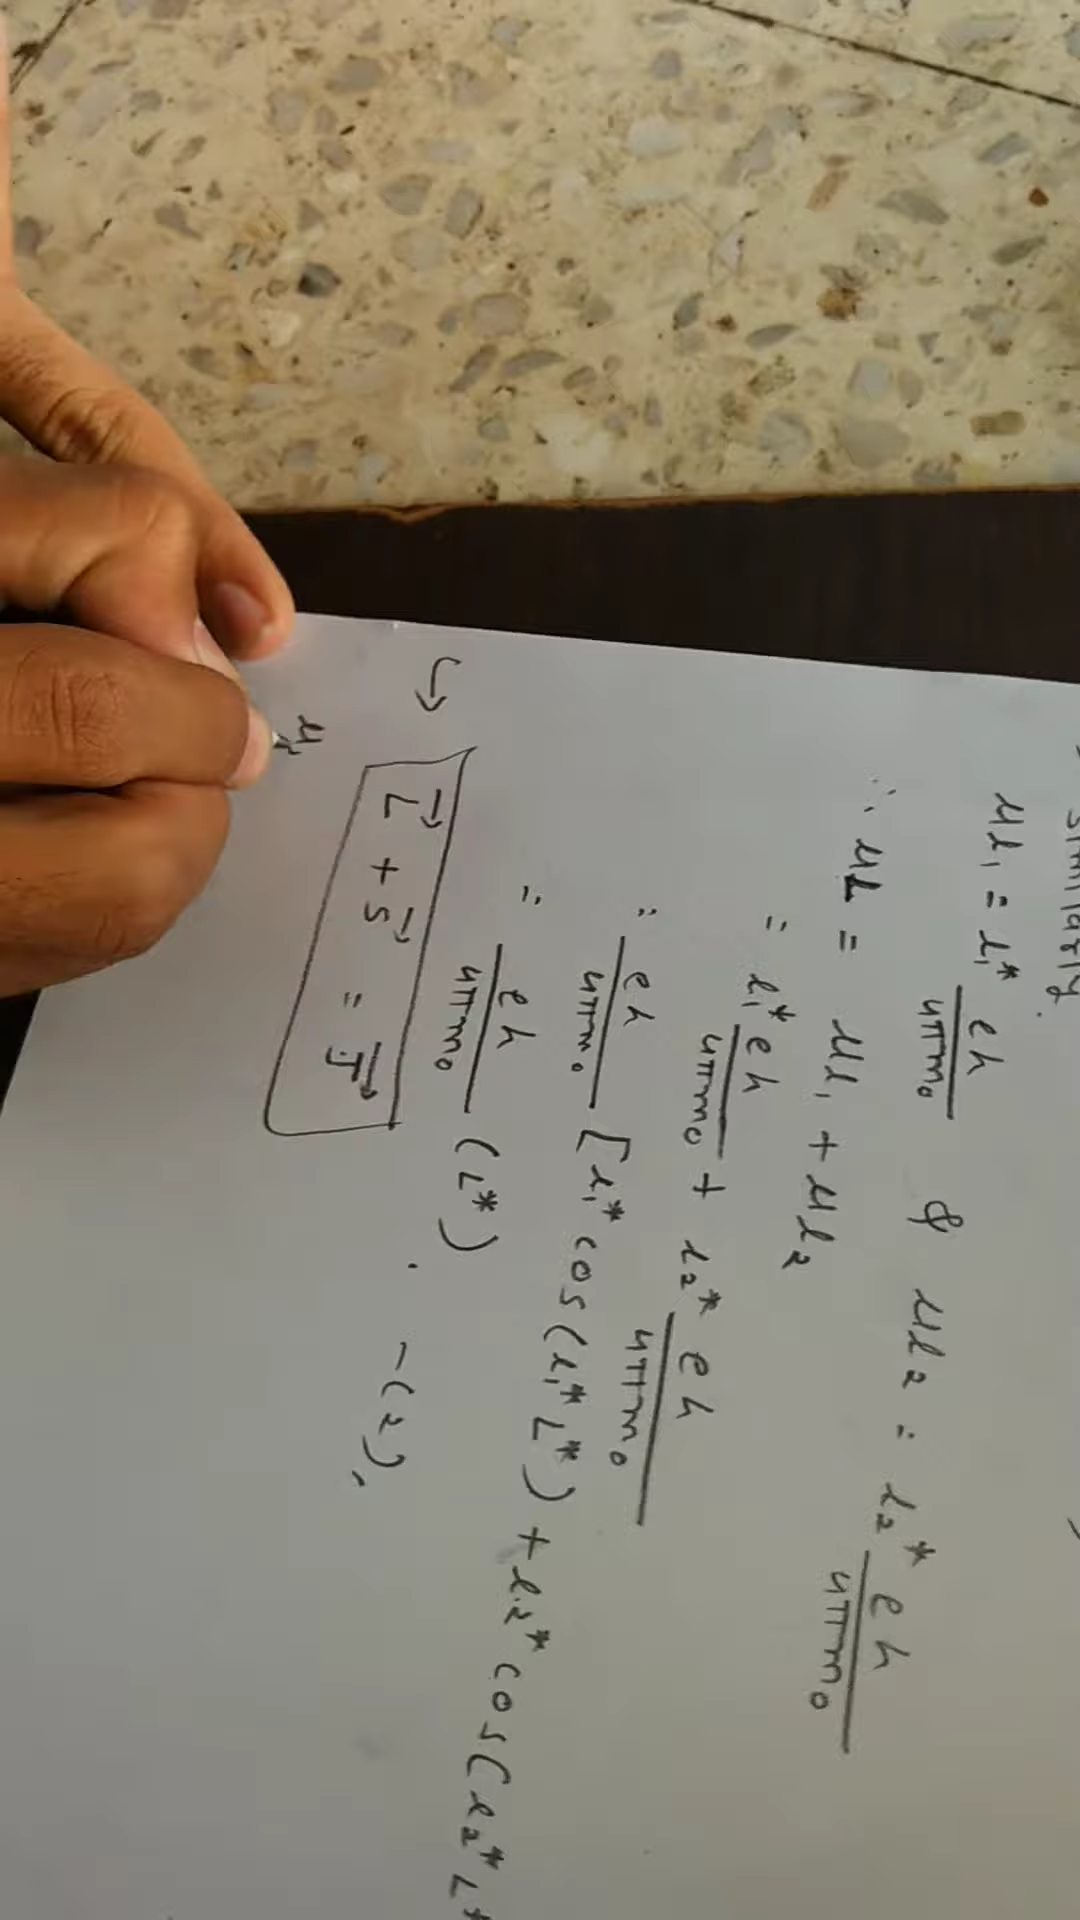 similarly.
μl₁ = l₁* eh/4πm₀ & μl₂ = l₂* eh/4πm₀
∴ μL = μl₁ + μl₂
= l₁* eh/4πm₀ + l₂* eh/4πm₀
= eh/4πm₀ [l₁* cos(l₁* L*) + l₂* cos(l₂* L*
= eh/4πm₀ (L*) . -(2),
↪ L⃗ + S⃗ = J⃗
μ